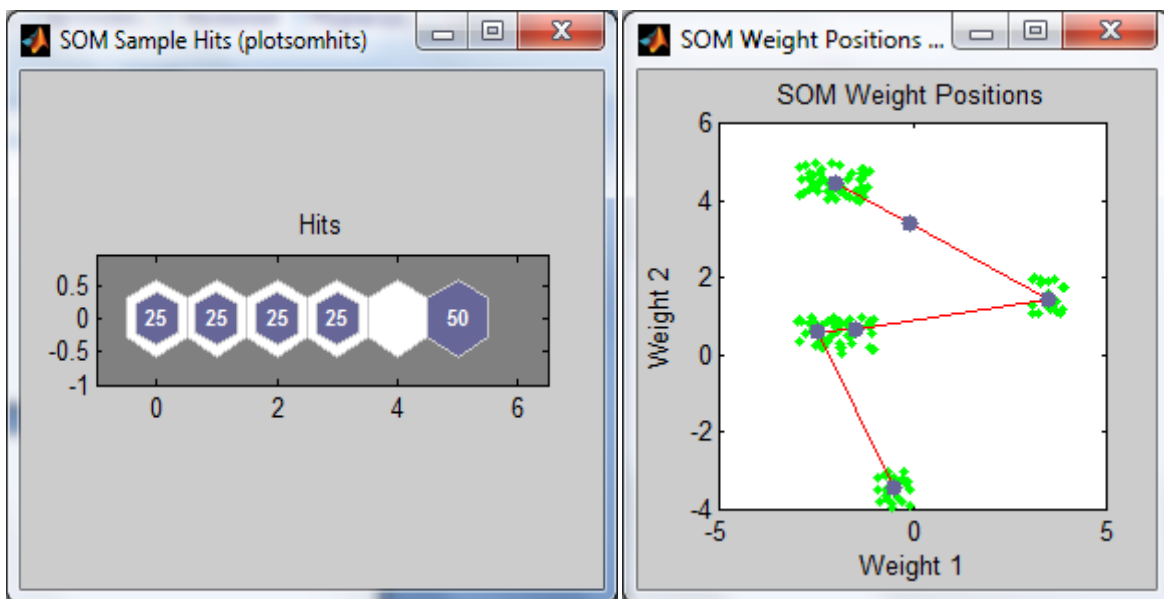 SOM Sample Hits (plotsomhits)
Hits
25 25 25 25 50
0.5
0
-0.5
-1
0 2 4 6
SOM Weight Positions ...
SOM Weight Positions
Weight 2
6
4
2
0
-2
-4
-5 0 5
Weight 1